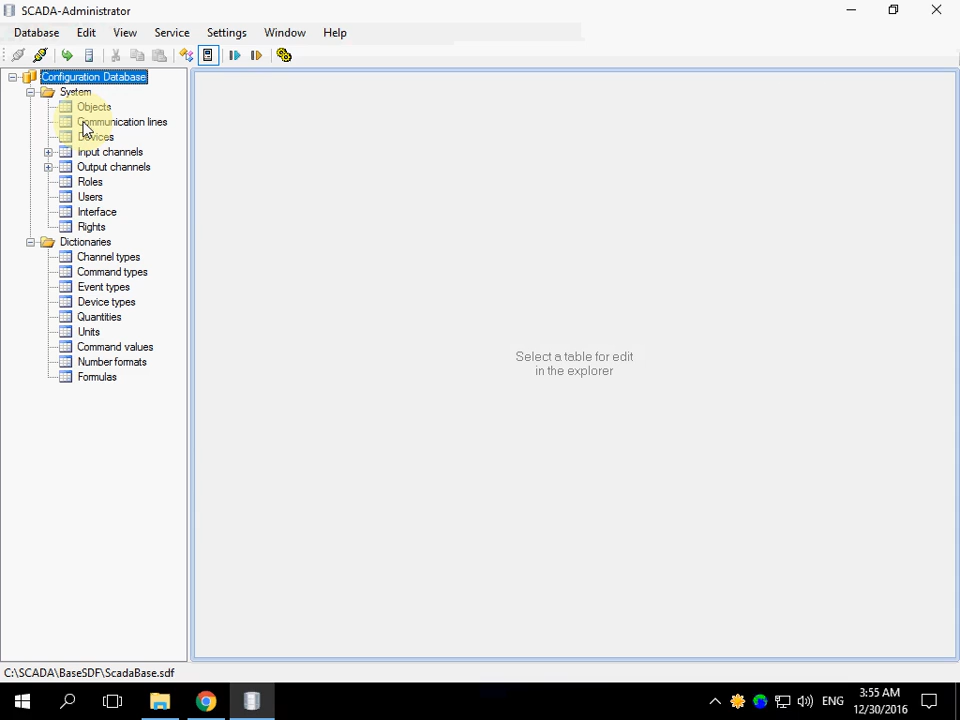 SCADA-Administrator
Database Edit View Service Settings Window Help
Configuration Database
System
Objects
Communication lines
Devices
Input channels
Output channels
Roles
Users
Interface
Rights
Dictionaries
Channel types
Command types
Event types
Device types
Quantities
Units
Command values
Number formats
Formulas
Select a table for edit
in the explorer
C:\SCADA\BaseSDF\ScadaBase.sdf
ENG
3:55 AM
12/30/2016